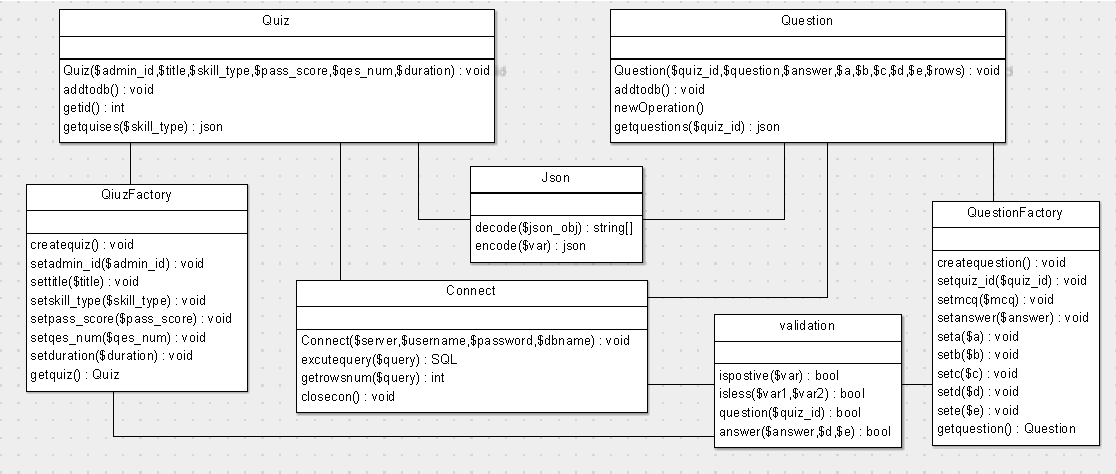 Quiz
Quiz($admin_id,$title,$skill_type,$pass_score,$qes_num,$duration) : void
addtodb() : void
getid() : int
getquises($skill_type) : json
Question
Question($quiz_id,$question,$answer,$a,$b,$c,$d,$e,$rows) : void
addtodb() : void
newOperation()
getquestions($quiz_id) : json
Json
decode($json_obj) : string[]
encode($var) : json
QiuzFactory
createquiz() : void
setadmin_id($admin_id) : void
settitle($title) : void
setskill_type($skill_type) : void
setpass_score($pass_score) : void
setqes_num($qes_num) : void
setduration($duration) : void
getquiz() : Quiz
QuestionFactory
createquestion() : void
setquiz_id($quiz_id) : void
setmcq($mcq) : void
setanswer($answer) : void
seta($a) : void
setb($b) : void
setc($c) : void
setd($d) : void
sete($e) : void
getquestion() : Question
Connect
Connect($server,$username,$password,$dbname) : void
excutequery($query) : SQL
getrowsnum($query) : int
closecon() : void
validation
ispostive($var) : bool
isless($var1,$var2) : bool
question($quiz_id) : bool
answer($answer,$d,$e) : bool